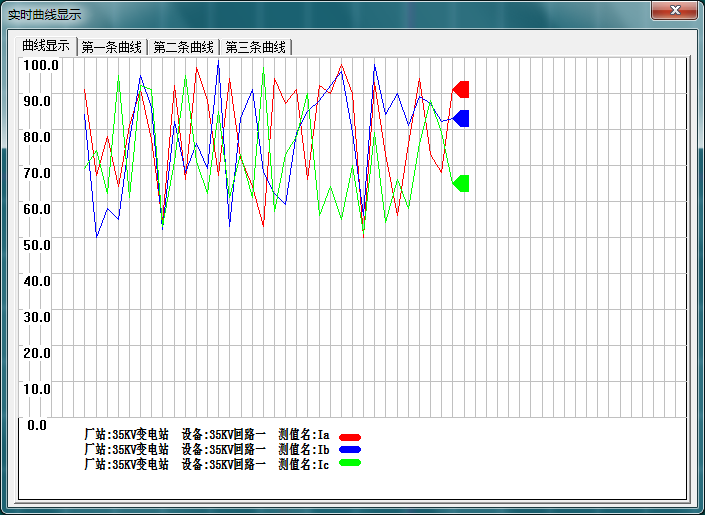 实时曲线显示
曲线显示 第一条曲线 第二条曲线 第三条曲线
100.0
90.0
80.0
70.0
60.0
50.0
40.0
30.0
20.0
10.0
0.0
厂站:35KV变电站 设备:35KV回路一 测值名:Ia
厂站:35KV变电站 设备:35KV回路一 测值名:Ib
厂站:35KV变电站 设备:35KV回路一 测值名:Ic